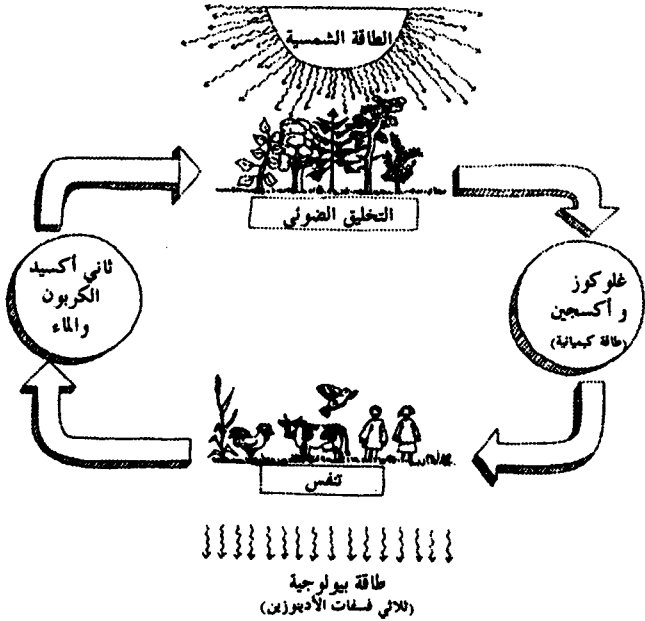 الطاقة الشمسية
التخليق الضوئي
ثاني أكسيد
الكربون
والماء
غلوكوز
و أكسجين
(طاقة كيميائية)
تنفس
طاقة بيولوجية
(ثلاثي فسفات الأدينوزين)